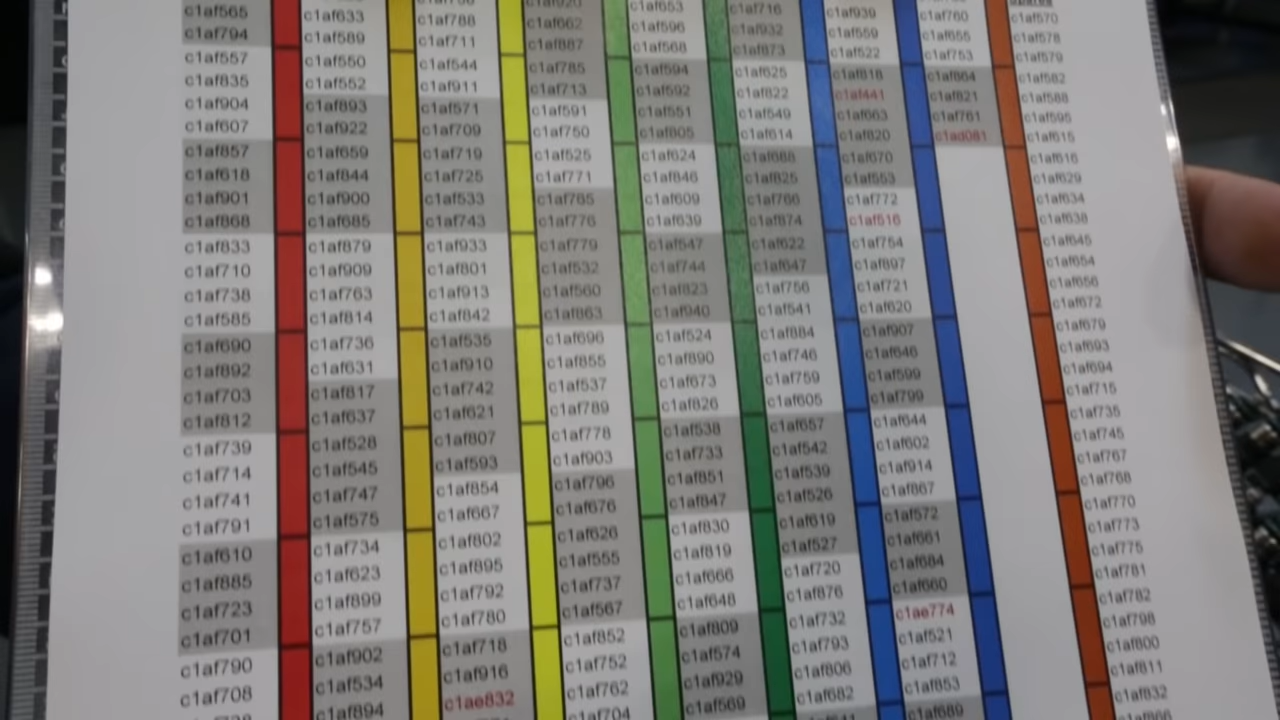 c1af565 c1af633 c1af788 c1af662 c1af653 c1af716 c1af939 c1af760 c1af570
c1af794 c1af589 c1af711 c1af887 c1af596 c1af932 c1af559 c1af655 c1af578
c1af557 c1af550 c1af544 c1af785 c1af568 c1af873 c1af522 c1af753 c1af579
c1af835 c1af552 c1af911 c1af713 c1af594 c1af625 c1af818 c1af864 c1af582
c1af904 c1af893 c1af571 c1af591 c1af592 c1af822 c1af441 c1af821 c1af588
c1af607 c1af922 c1af709 c1af750 c1af551 c1af549 c1af663 c1af761 c1af595
c1af857 c1af659 c1af719 c1af525 c1af805 c1af614 c1af820 c1ad081 c1af615
c1af618 c1af844 c1af725 c1af771 c1af624 c1af688 c1af670 c1af616
c1af901 c1af900 c1af533 c1af765 c1af846 c1af825 c1af553 c1af629
c1af868 c1af685 c1af743 c1af776 c1af609 c1af766 c1af772 c1af634
c1af833 c1af879 c1af933 c1af779 c1af639 c1af874 c1af516 c1af638
c1af710 c1af909 c1af801 c1af532 c1af547 c1af622 c1af754 c1af645
c1af738 c1af763 c1af913 c1af560 c1af744 c1af647 c1af897 c1af654
c1af585 c1af814 c1af842 c1af863 c1af823 c1af756 c1af721 c1af656
c1af690 c1af736 c1af535 c1af696 c1af940 c1af541 c1af620 c1af672
c1af892 c1af631 c1af910 c1af855 c1af524 c1af884 c1af907 c1af679
c1af703 c1af817 c1af742 c1af537 c1af890 c1af746 c1af646 c1af693
c1af812 c1af637 c1af621 c1af789 c1af673 c1af759 c1af599 c1af694
c1af739 c1af528 c1af807 c1af778 c1af826 c1af605 c1af799 c1af715
c1af714 c1af545 c1af593 c1af903 c1af538 c1af657 c1af644 c1af735
c1af741 c1af747 c1af854 c1af796 c1af733 c1af542 c1af602 c1af745
c1af791 c1af575 c1af667 c1af676 c1af851 c1af539 c1af914 c1af767
c1af610 c1af734 c1af802 c1af626 c1af847 c1af526 c1af867 c1af768
c1af885 c1af623 c1af895 c1af555 c1af830 c1af619 c1af572 c1af770
c1af723 c1af899 c1af792 c1af737 c1af819 c1af527 c1af661 c1af773
c1af701 c1af757 c1af780 c1af567 c1af666 c1af720 c1af684 c1af775
c1af790 c1af902 c1af718 c1af852 c1af648 c1af876 c1af660 c1af781
c1af708 c1af534 c1af916 c1af752 c1af809 c1af732 c1ae774 c1af782
c1af894 c1ae832 c1af762 c1af574 c1af793 c1af521 c1af798
c1af704 c1af929 c1af806 c1af712 c1af800
c1af569 c1af682 c1af853 c1af811
c1af689 c1af832